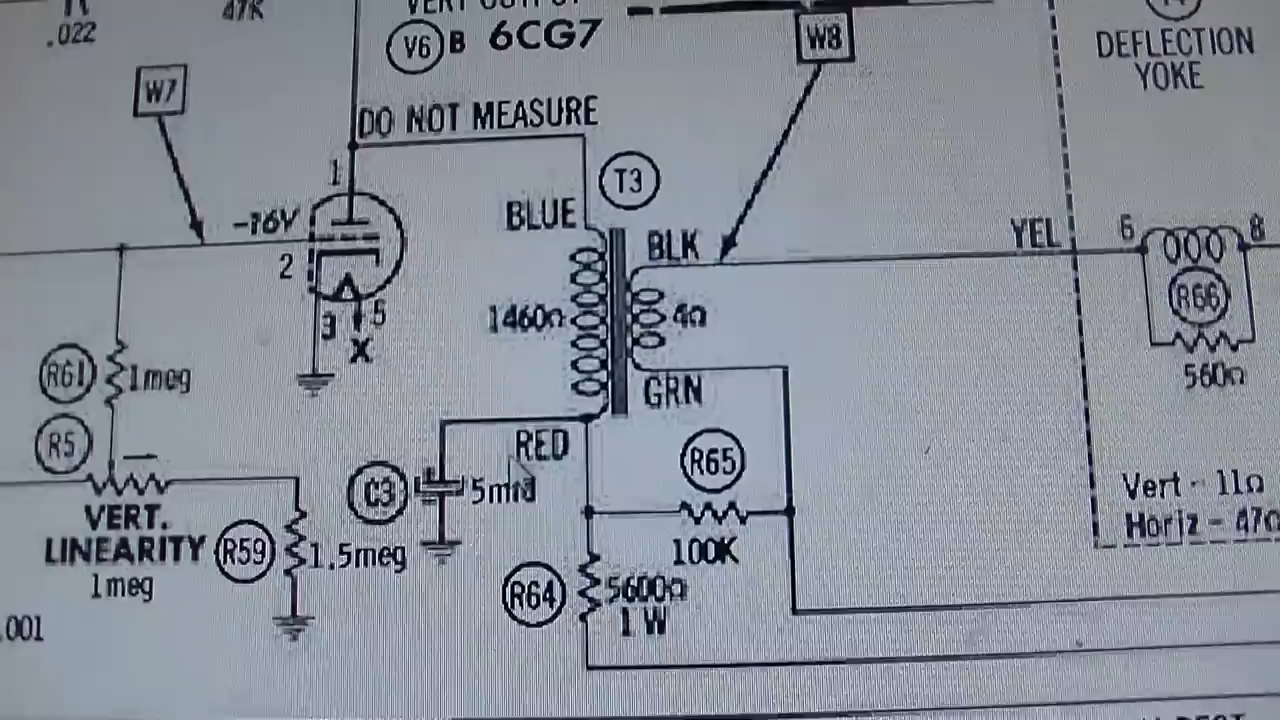 .022
47K
V6 B 6CG7
W8
DEFLECTION
YOKE
W7
DO NOT MEASURE
1
T3
-16V
BLUE
BLK
YEL
6
8
2
R66
1460Ω
4Ω
3
5
X
560Ω
R61
1meg
GRN
R5
RED
R65
C3
5mfd
Vert - 11Ω
Horiz - 47Ω
VERT.
LINEARITY
1meg
R59
1.5meg
100K
R64
5600Ω
1 W
.001